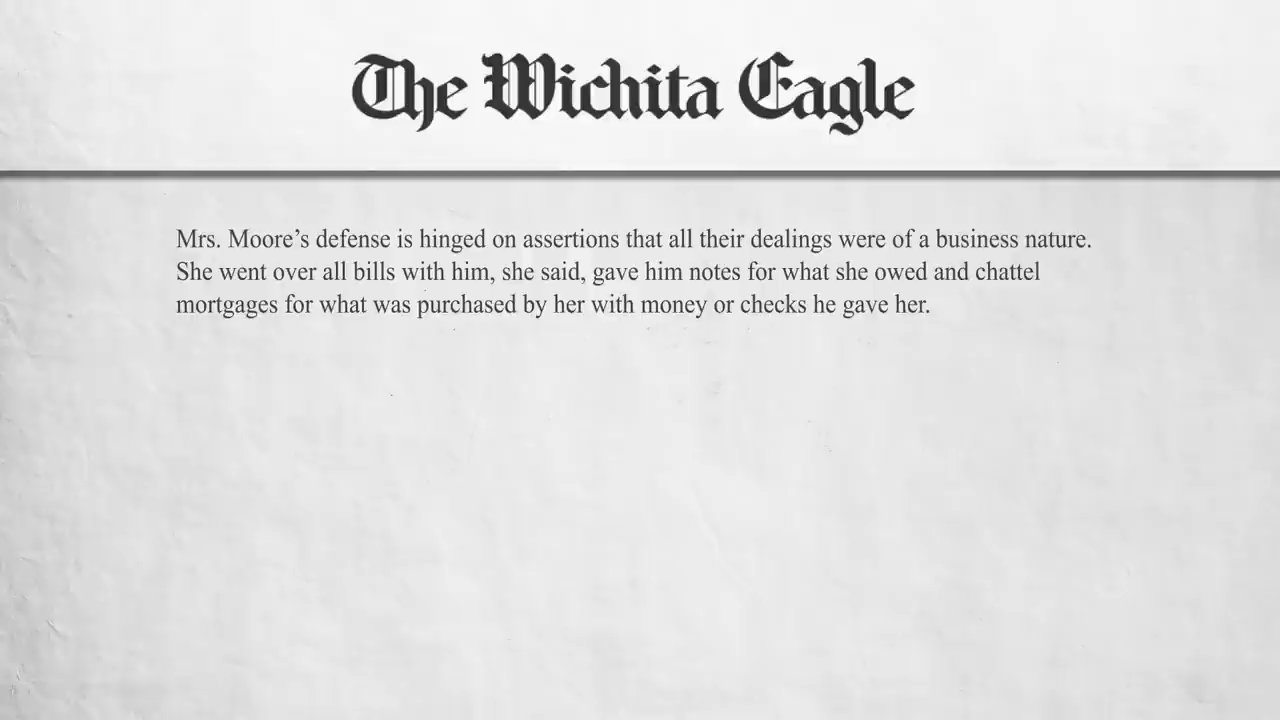 The Wichita Eagle
Mrs. Moore’s defense is hinged on assertions that all their dealings were of a business nature.
She went over all bills with him, she said, gave him notes for what she owed and chattel
mortgages for what was purchased by her with money or checks he gave her.